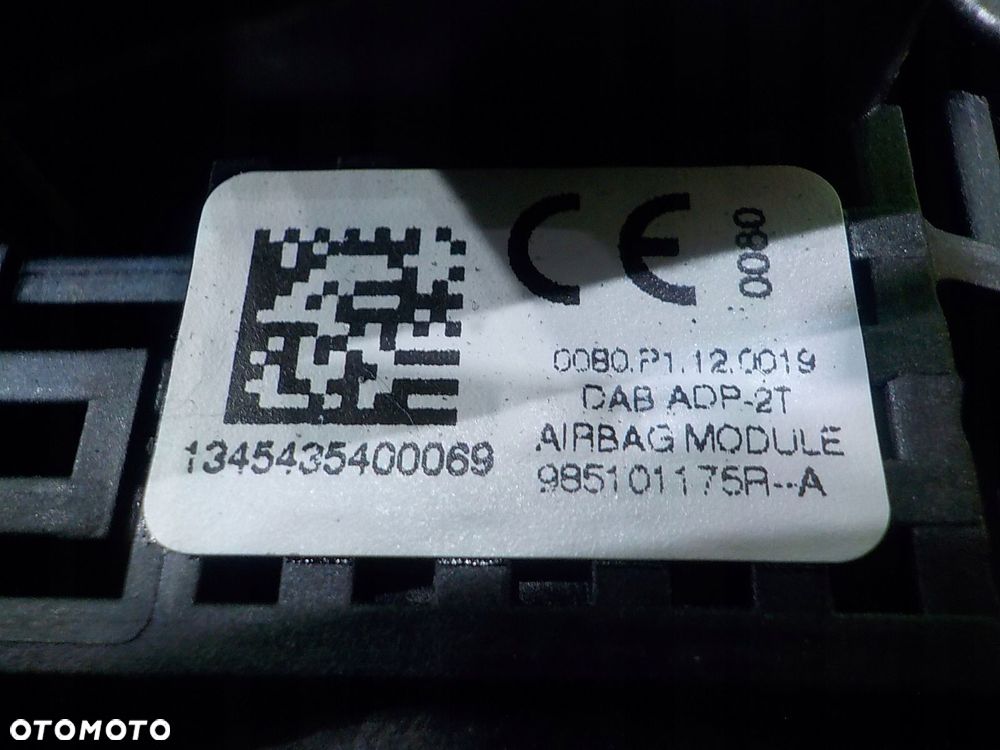 CE 0080
0080.P1.12.0019
DAB ADP-2T
AIRBAG MODULE
985101175R--A
1345435400069
OTOMOTO